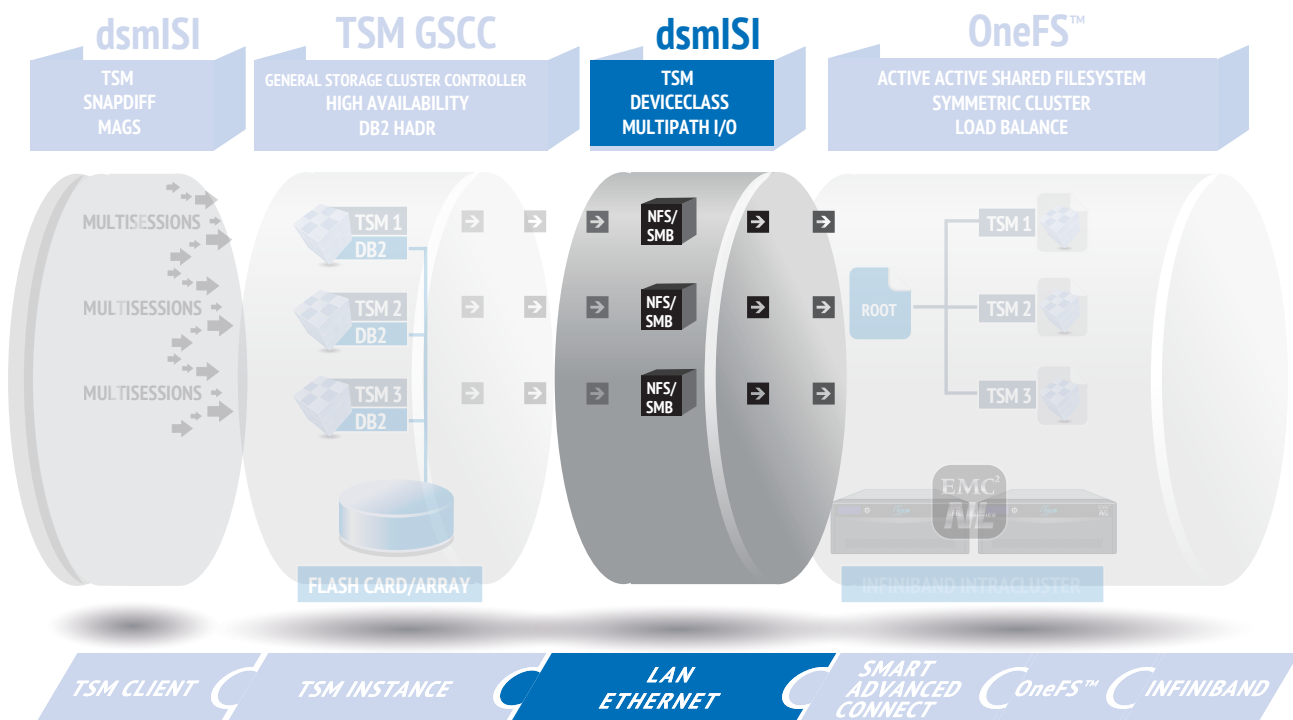 dsmISI
TSM
SNAPDIFF
MAGS
TSM GSCC
GENERAL STORAGE CLUSTER CONTROLLER
HIGH AVAILABILITY
DB2 HADR
dsmISI
TSM
DEVICECLASS
MULTIPATH I/O
OneFS™
ACTIVE ACTIVE SHARED FILESYSTEM
SYMMETRIC CLUSTER
LOAD BALANCE
MULTISESSIONS
MULTISESSIONS
MULTISESSIONS
TSM 1
DB2
TSM 2
DB2
TSM 3
DB2
FLASH CARD/ARRAY
NFS/
SMB
NFS/
SMB
NFS/
SMB
ROOT
TSM 1
TSM 2
TSM 3
EMC²
NL
INFINIBAND INTRACLUSTER
TSM CLIENT
TSM INSTANCE
LAN
ETHERNET
SMART
ADVANCED
CONNECT
OneFS™
INFINIBAND